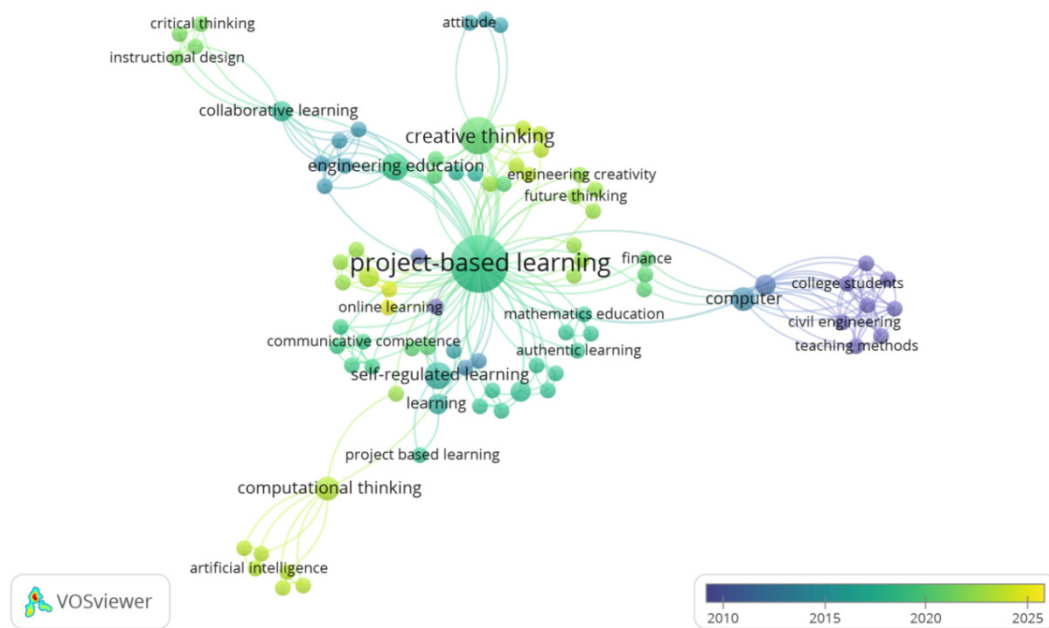 critical thinking
attitude
instructional design
collaborative learning
creative thinking
engineering education
engineering creativity
future thinking
project-based learning
finance
college students
computer
online learning
mathematics education
civil engineering
communicative competence
authentic learning
teaching methods
self-regulated learning
learning
project based learning
computational thinking
artificial intelligence
VOSviewer
2010 2015 2020 2025